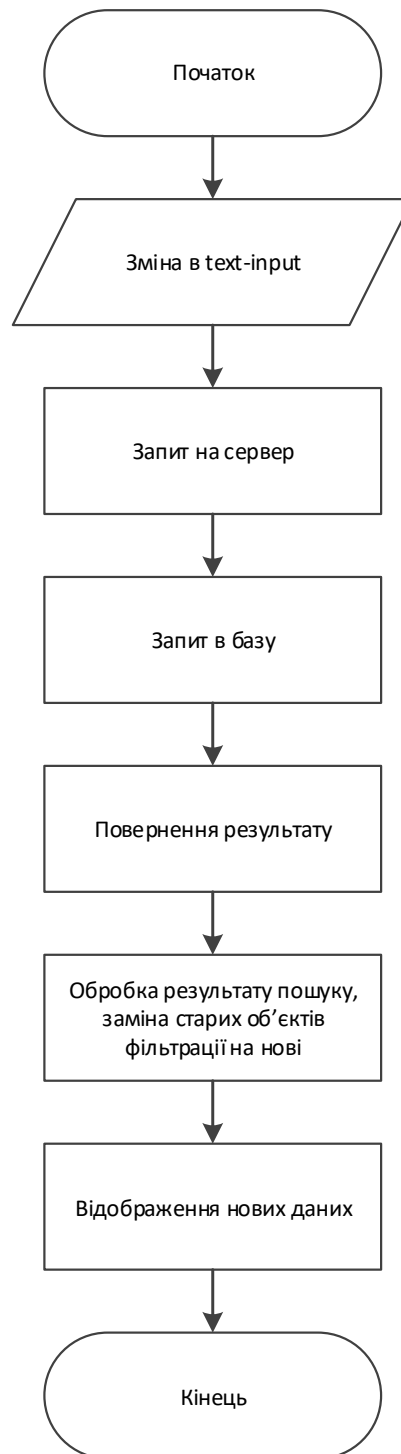 Початок
Зміна в text-input
Запит на сервер
Запит в базу
Повернення результату
Обробка результату пошуку,
заміна старих об’єктів
фільтрації на нові
Відображення нових даних
Кінець